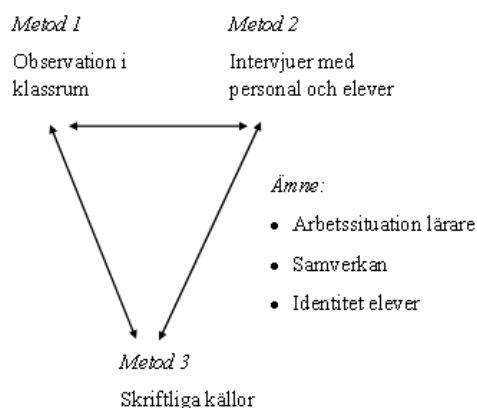 Metod 1
Observation i
klassrum
Metod 2
Intervjuer med
personal och elever
Ämne:
• Arbetssituation lärare
• Samverkan
• Identitet elever
Metod 3
Skriftliga källor